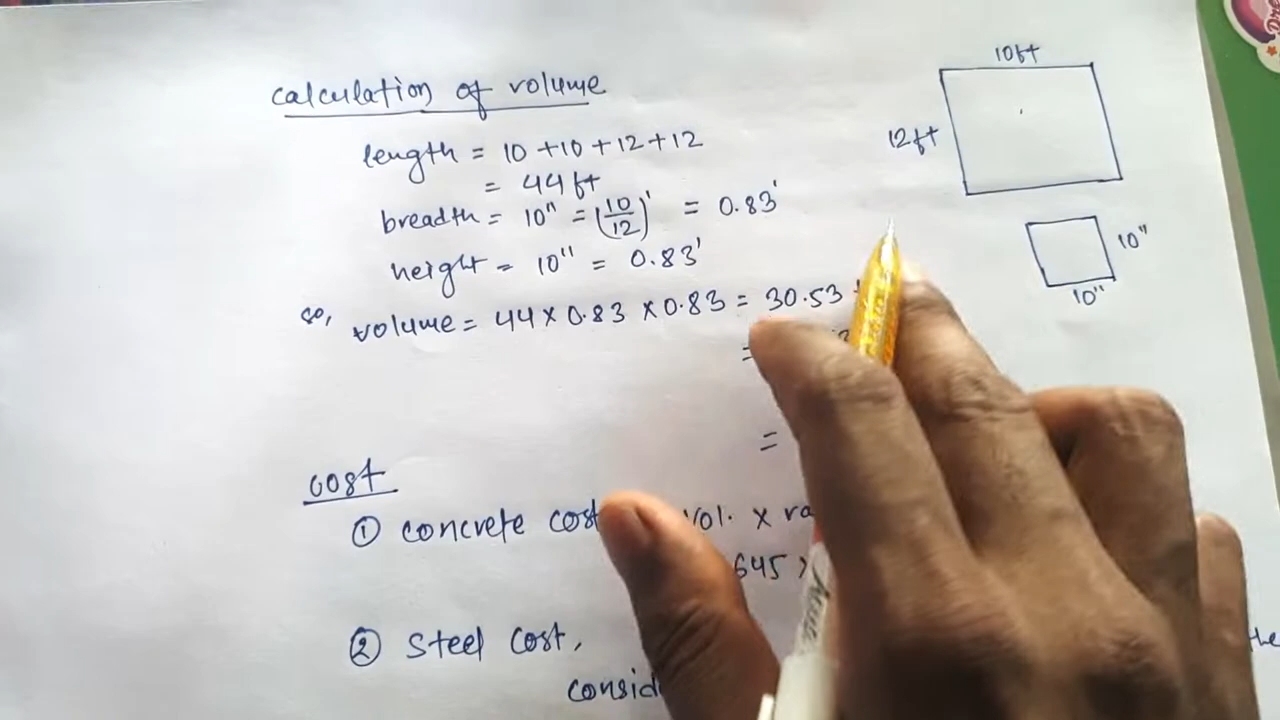 calculation of volume
length = 10 + 10 + 12 + 12
= 44 ft
breadth = 10" = (10/12)' = 0.83'
height = 10" = 0.83'
so, volume = 44 x 0.83 x 0.83 = 30.53
=
=
cost
① concrete cost vol. x
645 x
② steel cost,
10ft
12ft
10"
10"